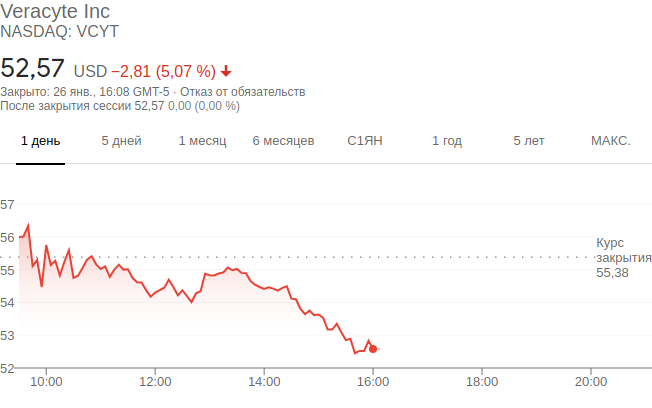 Veracyte Inc
NASDAQ: VCYT
52,57 USD −2,81 (5,07 %)
Закрыто: 26 янв., 16:08 GMT-5 · Отказ от обязательств
После закрытия сессии 52,57 0,00 (0,00 %)
1 день 5 дней 1 месяц 6 месяцев С1ЯН 1 год 5 лет МАКС.
57
56
55
54
53
52
Курс
закрытия
55,38
10:00 12:00 14:00 16:00 18:00 20:00